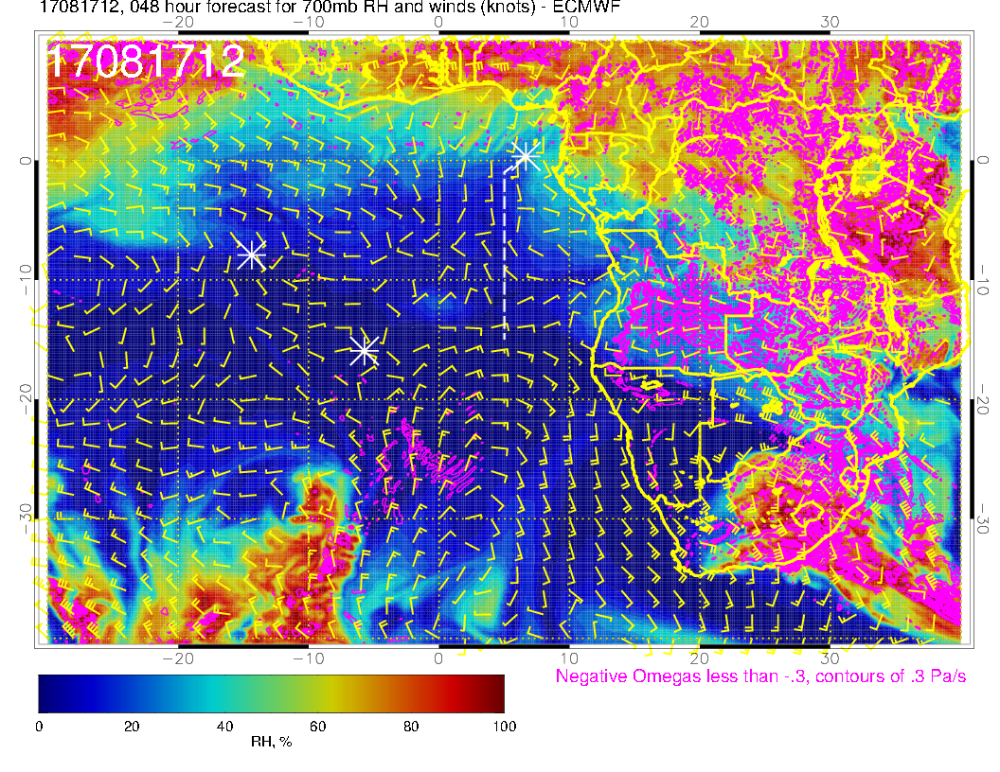 17081712, 048 hour forecast for 700mb RH and winds (knots) - ECMWF
−20 −10 0 10 20 30
17081712
0 0
−10 −10
−20 −20
−30 −30
−20 −10 0 10 20 30
Negative Omegas less than -.3, contours of .3 Pa/s
0 20 40 60 80 100
RH, %